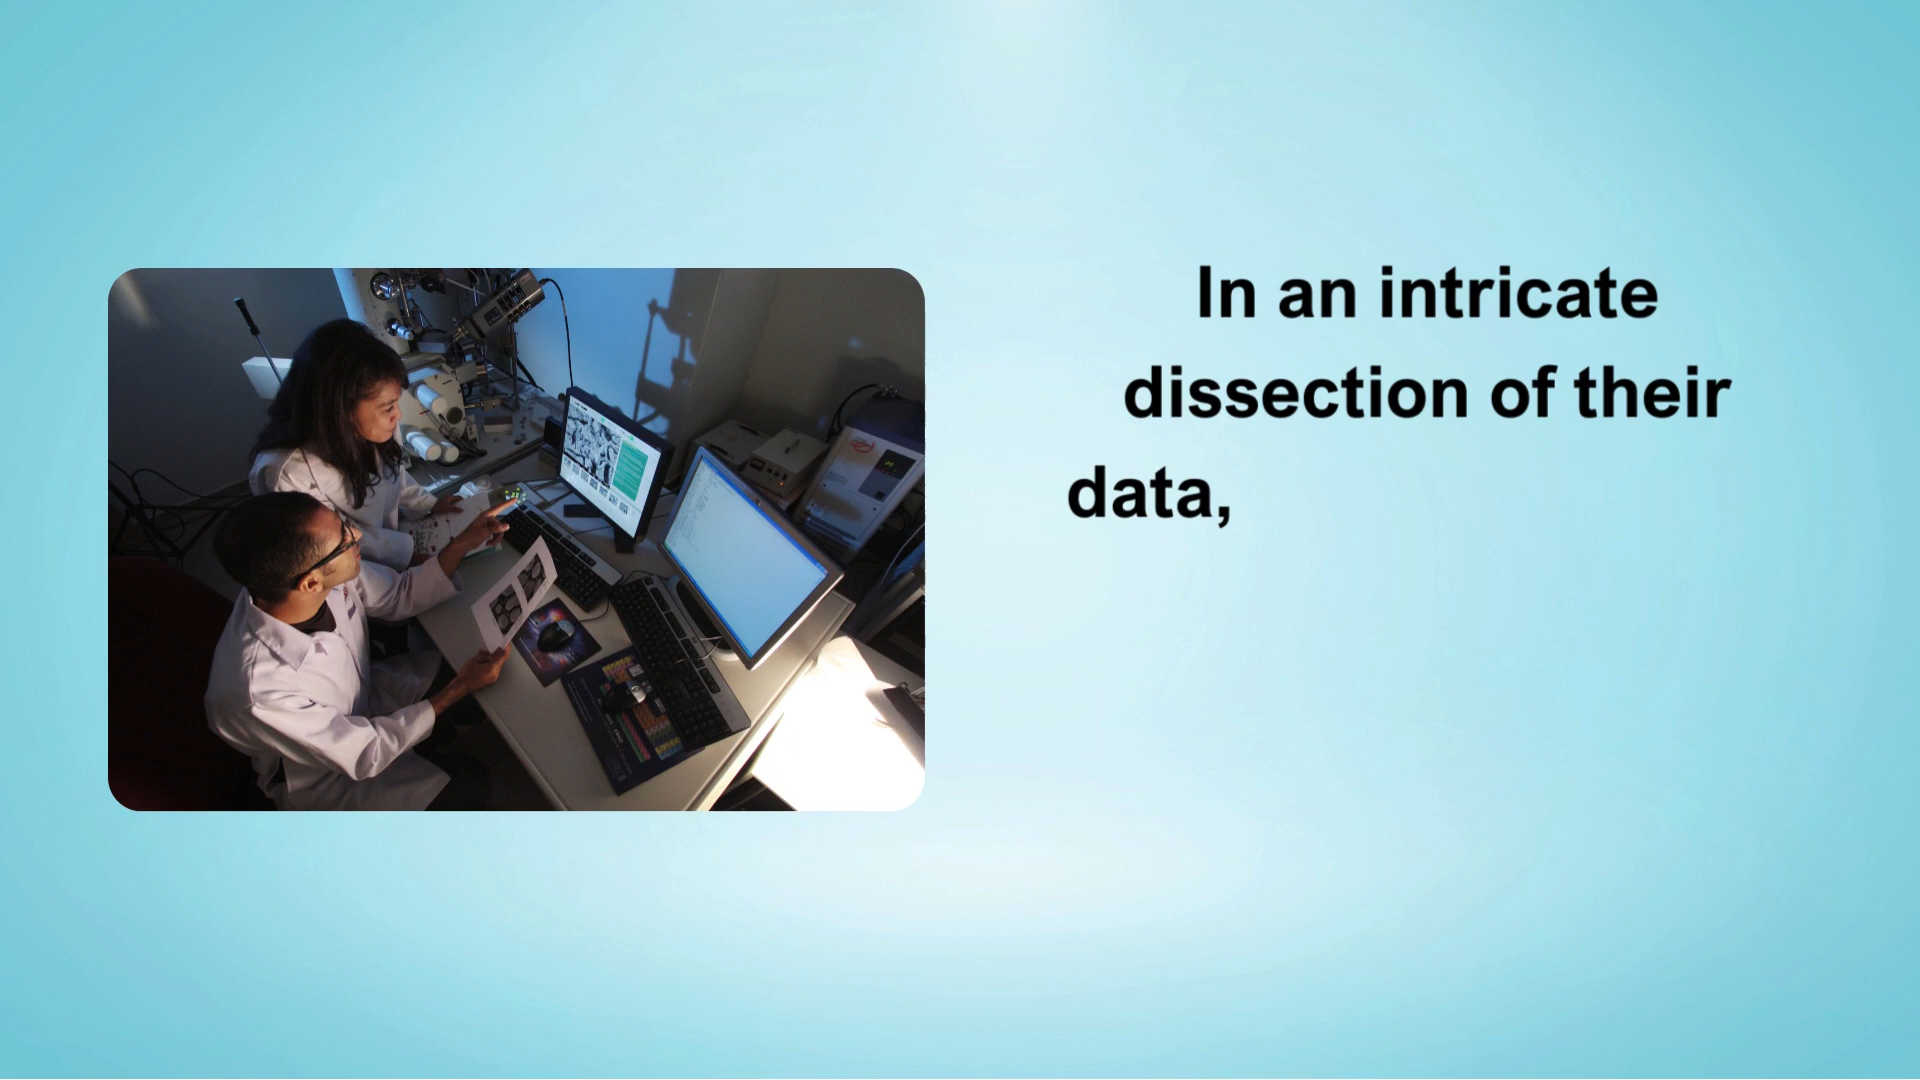 In an intricate
dissection of their
data,